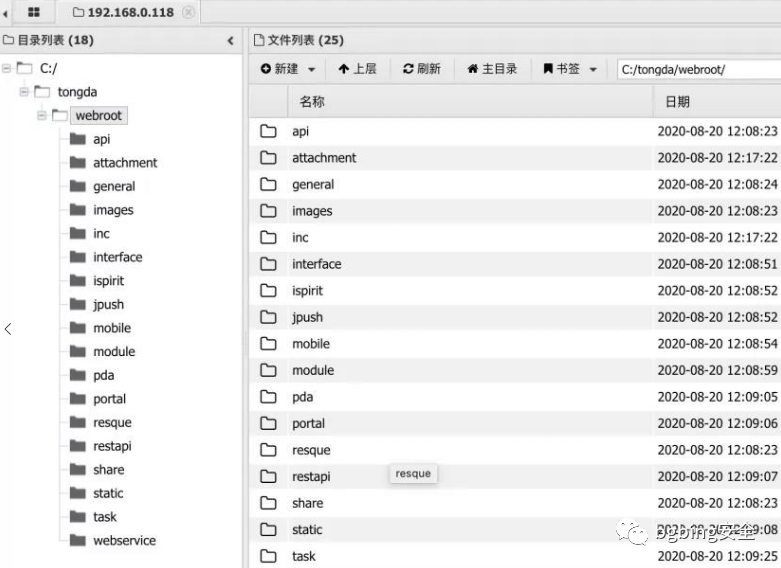 192.168.0.118
目录列表 (18)
文件列表 (25)
新建 上层 刷新 主目录 书签 C:/tongda/webroot/
C:/
tongda
webroot
api
attachment
general
images
inc
interface
ispirit
jpush
mobile
module
pda
portal
resque
restapi
share
static
task
webservice
名称 日期
api 2020-08-20 12:08:23
attachment 2020-08-20 12:17:22
general 2020-08-20 12:08:24
images 2020-08-20 12:08:23
inc 2020-08-20 12:17:22
interface 2020-08-20 12:08:51
ispirit 2020-08-20 12:08:52
jpush 2020-08-20 12:08:52
mobile 2020-08-20 12:08:54
module 2020-08-20 12:08:59
pda 2020-08-20 12:09:05
portal 2020-08-20 12:09:06
resque 2020-08-20 12:08:23
restapi 2020-08-20 12:09:07
resque
share 2020-08-20 12:08:23
static 2020-08-20 12:09:08
bgbing安全
task 2020-08-20 12:09:25